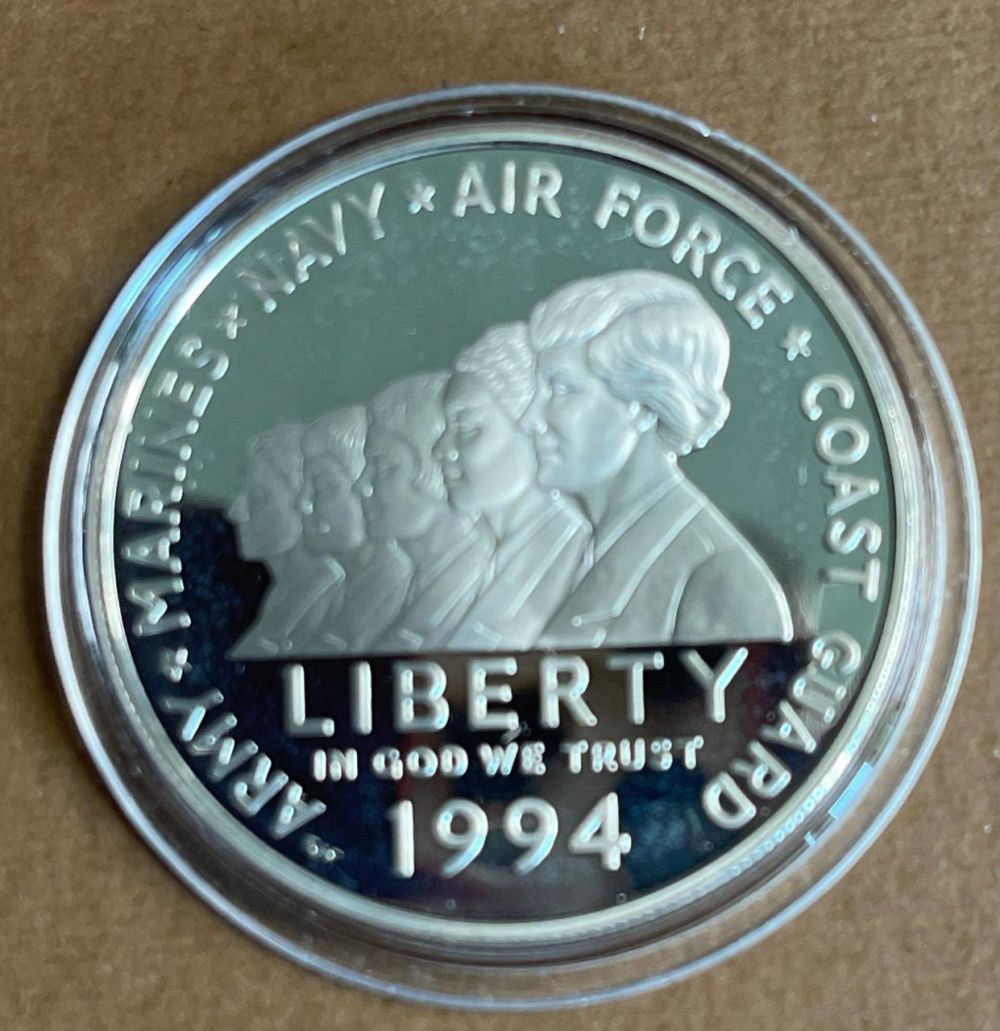 ARMY ★ MARINES ★ NAVY ★ AIR FORCE ★ COAST GUARD
LIBERTY
IN GOD WE TRUST
1994